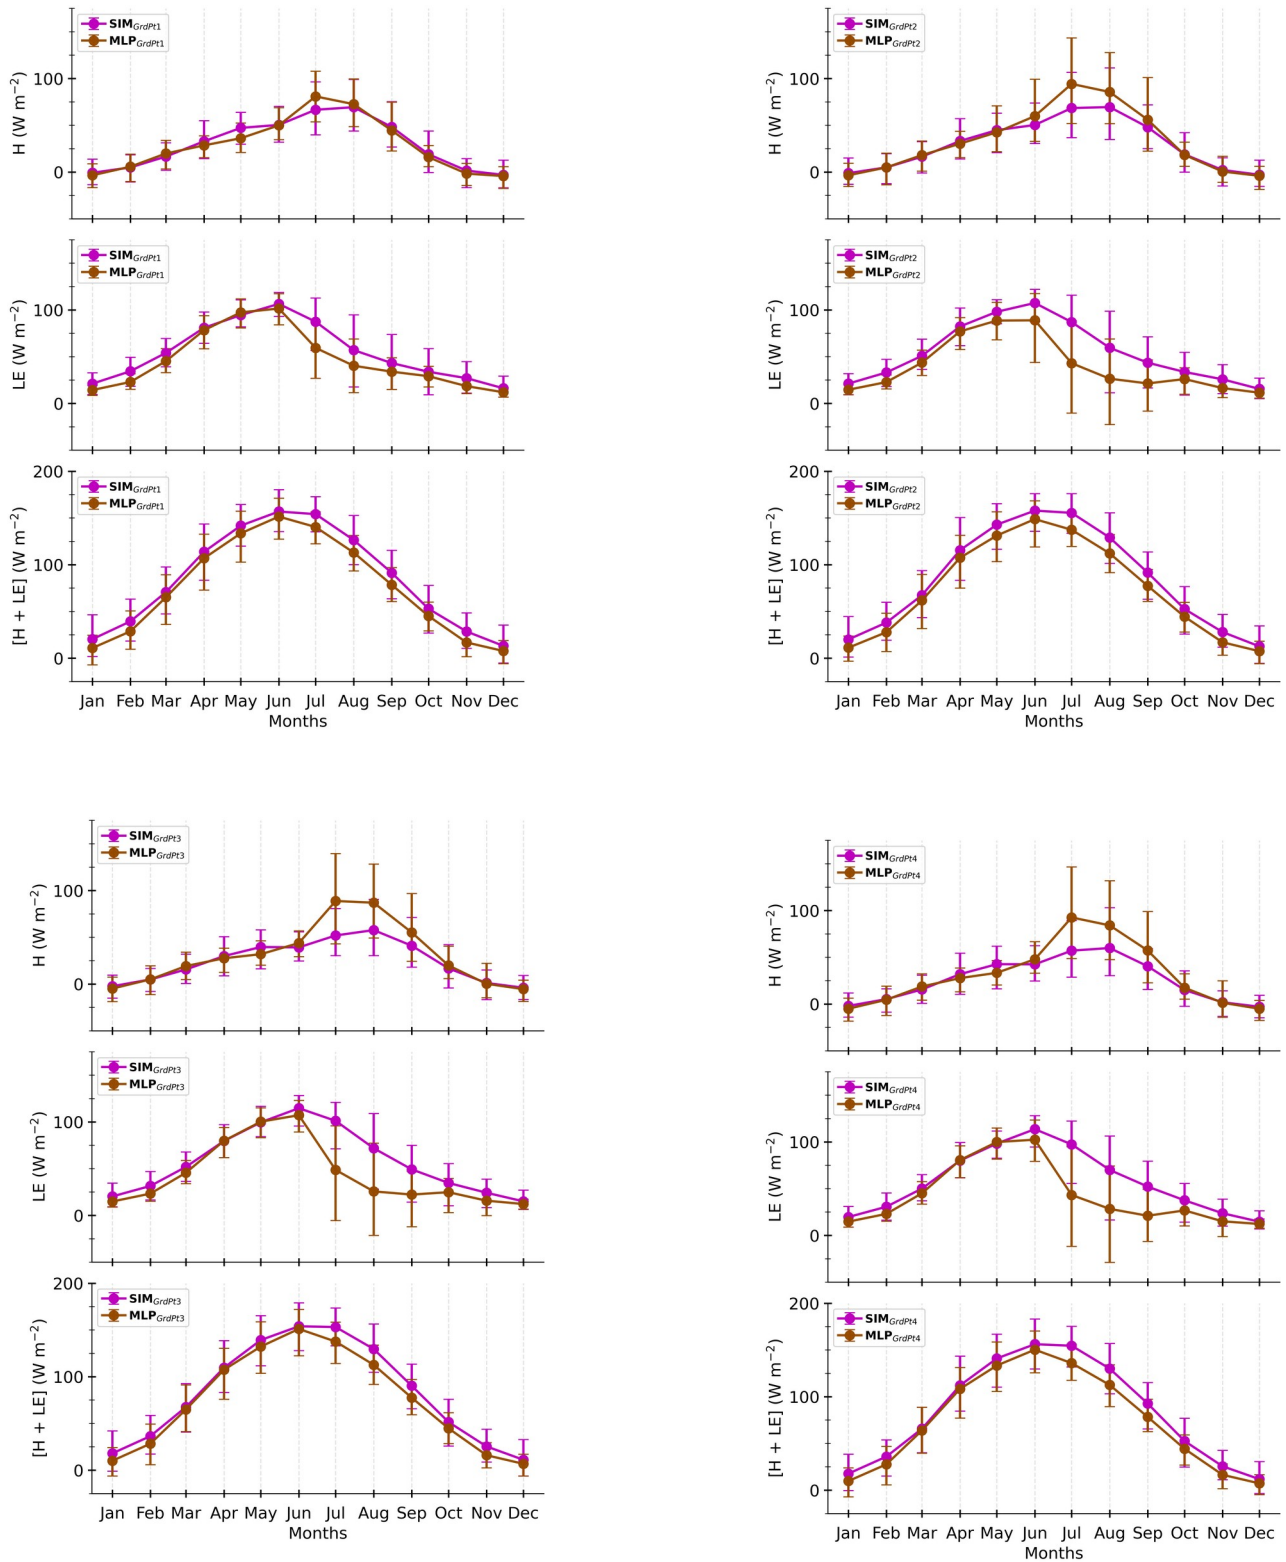 SIM_GrdPt1
MLP_GrdPt1
H (W m⁻²)
100
0
SIM_GrdPt1
MLP_GrdPt1
LE (W m⁻²)
100
0
SIM_GrdPt1
MLP_GrdPt1
[H + LE] (W m⁻²)
200
100
0
Jan Feb Mar Apr May Jun Jul Aug Sep Oct Nov Dec
Months
SIM_GrdPt2
MLP_GrdPt2
H (W m⁻²)
100
0
SIM_GrdPt2
MLP_GrdPt2
LE (W m⁻²)
100
0
SIM_GrdPt2
MLP_GrdPt2
[H + LE] (W m⁻²)
200
100
0
Jan Feb Mar Apr May Jun Jul Aug Sep Oct Nov Dec
Months
SIM_GrdPt3
MLP_GrdPt3
H (W m⁻²)
100
0
SIM_GrdPt3
MLP_GrdPt3
LE (W m⁻²)
100
0
SIM_GrdPt3
MLP_GrdPt3
[H + LE] (W m⁻²)
200
100
0
Jan Feb Mar Apr May Jun Jul Aug Sep Oct Nov Dec
Months
SIM_GrdPt4
MLP_GrdPt4
H (W m⁻²)
100
0
SIM_GrdPt4
MLP_GrdPt4
LE (W m⁻²)
100
0
SIM_GrdPt4
MLP_GrdPt4
[H + LE] (W m⁻²)
200
100
0
Jan Feb Mar Apr May Jun Jul Aug Sep Oct Nov Dec
Months